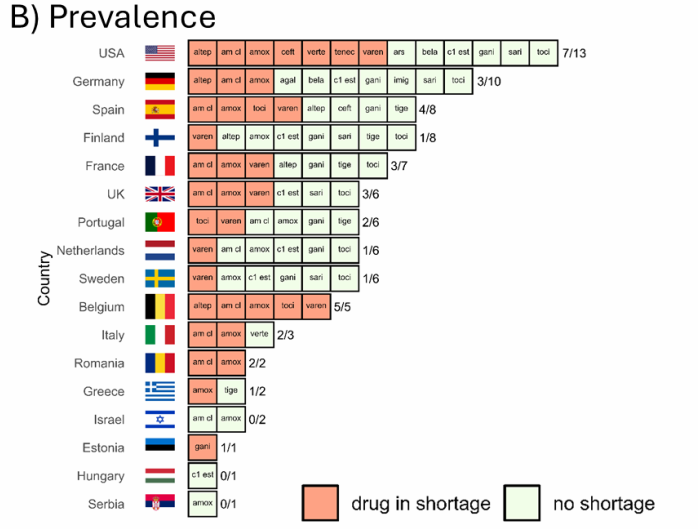 B) Prevalence
USA altep am cl amox ceft verte tenec varen ars bela c1 est gani sari toci 7/13
Germany altep am cl amox agal bela c1 est gani imig sari toci 3/10
Spain am cl amox toci varen altep ceft gani tige 4/8
Finland varen altep amox c1 est gani sari tige toci 1/8
France am cl amox varen altep gani tige toci 3/7
UK am cl amox varen c1 est sari toci 3/6
Portugal toci varen am cl amox gani tige 2/6
Netherlands varen am cl amox c1 est gani toci 1/6
Sweden varen amox c1 est gani sari toci 1/6
Belgium altep am cl amox toci varen 5/5
Italy am cl amox verte 2/3
Romania am cl amox 2/2
Greece amox tige 1/2
Israel am cl amox 0/2
Estonia gani 1/1
Hungary c1 est 0/1
Serbia amox 0/1
Country
drug in shortage no shortage